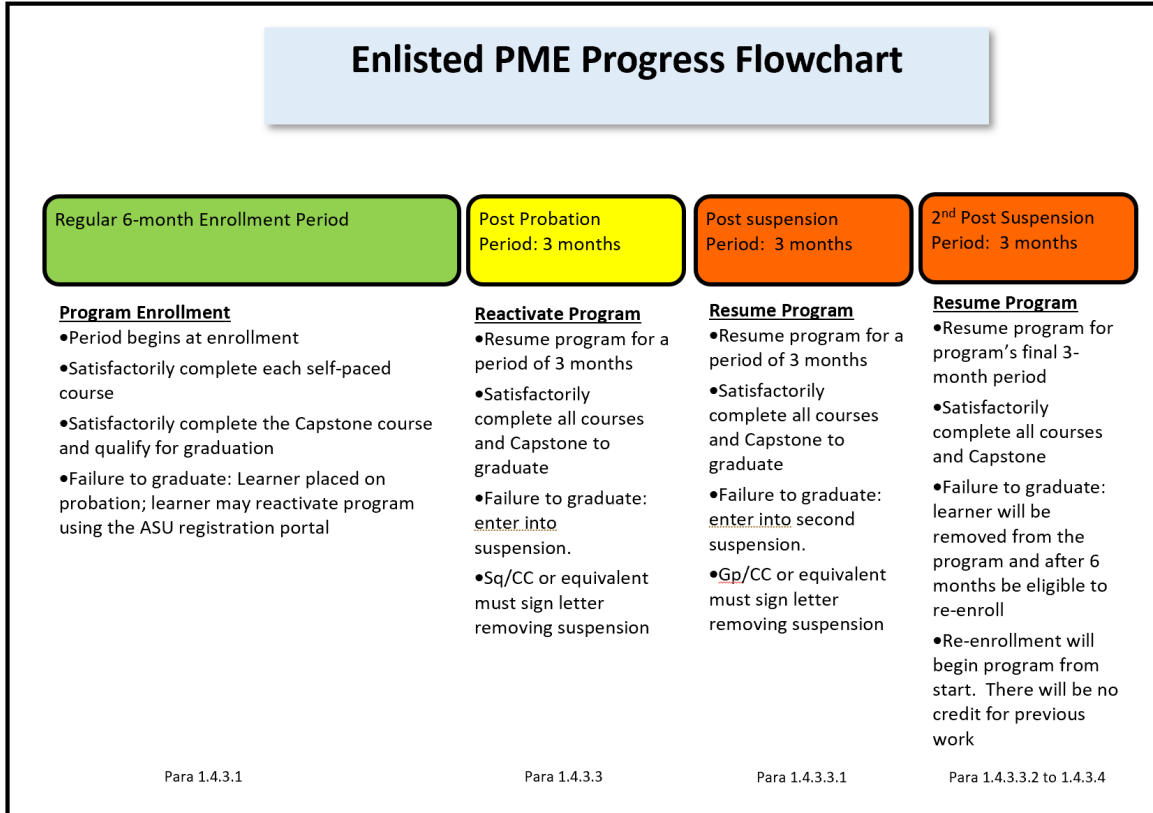 Enlisted PME Progress Flowchart
Regular 6-month Enrollment Period
Program Enrollment
•Period begins at enrollment
•Satisfactorily complete each self-paced
course
•Satisfactorily complete the Capstone course
and qualify for graduation
•Failure to graduate: Learner placed on
probation; learner may reactivate program
using the ASU registration portal
Para 1.4.3.1
Post Probation
Period: 3 months
Reactivate Program
•Resume program for a
period of 3 months
•Satisfactorily
complete all courses
and Capstone to
graduate
•Failure to graduate:
enter into
suspension.
•Sq/CC or equivalent
must sign letter
removing suspension
Para 1.4.3.3
Post suspension
Period:  3 months
Resume Program
•Resume program for a
period of 3 months
•Satisfactorily
complete all courses
and Capstone to
graduate
•Failure to graduate:
enter into second
suspension.
•Gp/CC or equivalent
must sign letter
removing suspension
Para 1.4.3.3.1
2nd Post Suspension
Period:  3 months
Resume Program
•Resume program for
program’s final 3-
month period
•Satisfactorily
complete all courses
and Capstone
•Failure to graduate:
learner will be
removed from the
program and after 6
months be eligible to
re-enroll
•Re-enrollment will
begin program from
start.  There will be no
credit for previous
work
Para 1.4.3.3.2 to 1.4.3.4